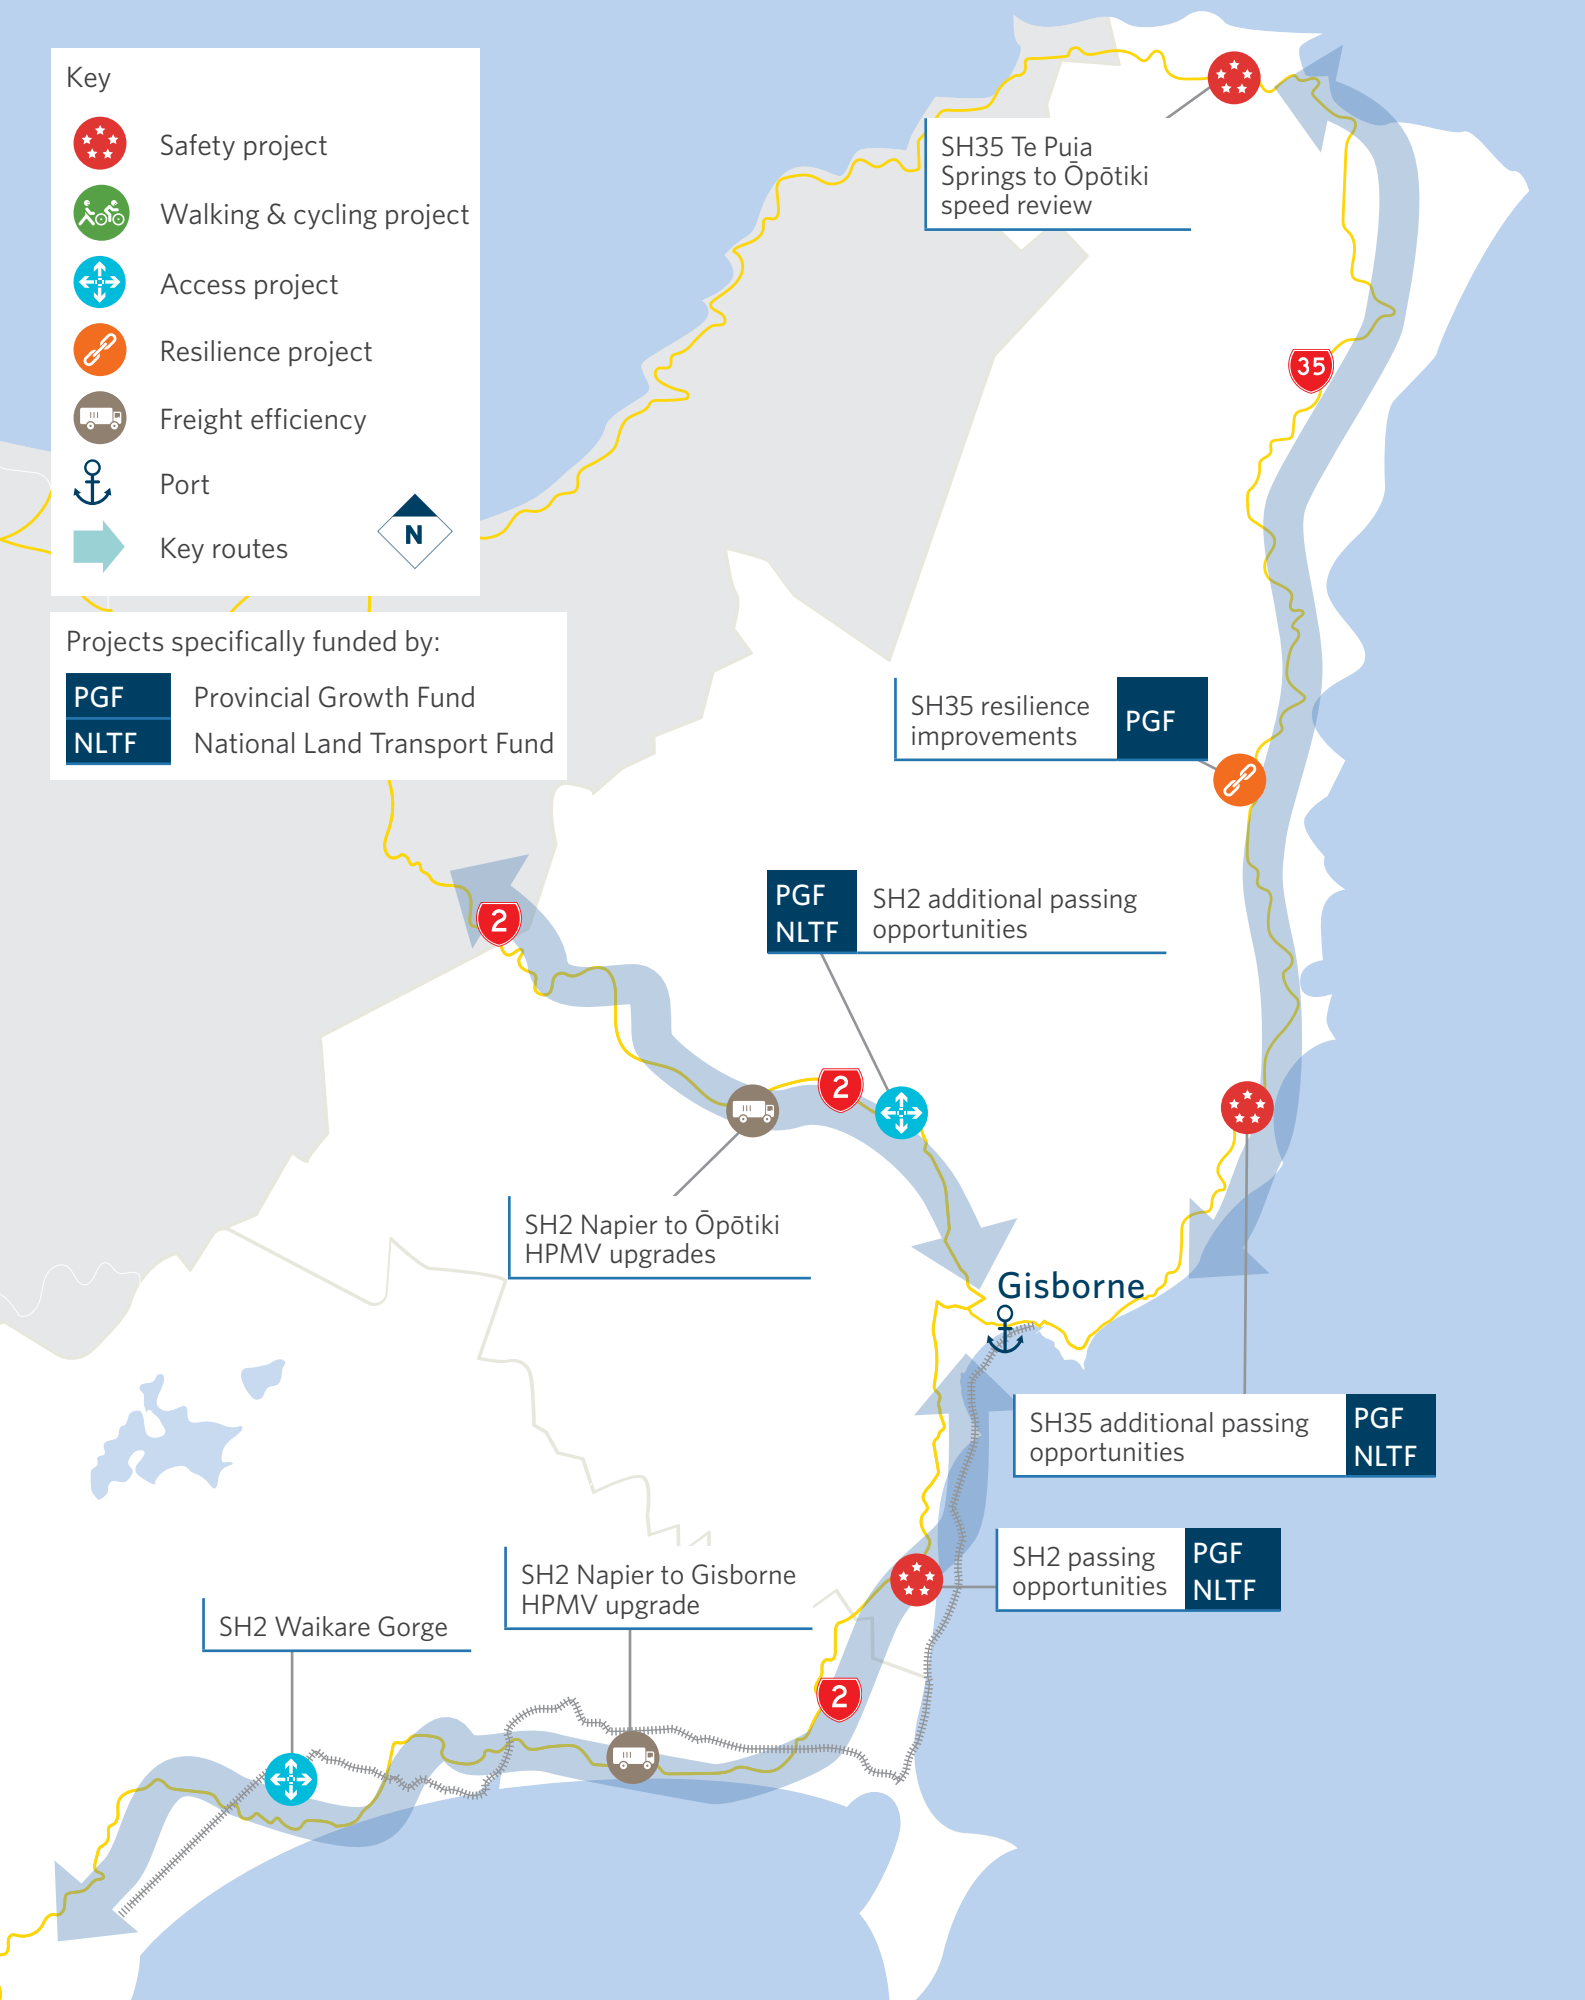 Key
Safety project
Walking & cycling project
Access project
Resilience project
Freight efficiency
Port
Key routes
N
Projects specifically funded by:
PGF Provincial Growth Fund
NLTF National Land Transport Fund
SH35 Te Puia
Springs to Ōpōtiki
speed review
35
SH35 resilience
improvements
PGF
PGF
NLTF
SH2 additional passing
opportunities
2
2
SH2 Napier to Ōpōtiki
HPMV upgrades
Gisborne
SH35 additional passing
opportunities
PGF
NLTF
SH2 passing
opportunities
PGF
NLTF
SH2 Napier to Gisborne
HPMV upgrade
SH2 Waikare Gorge
2